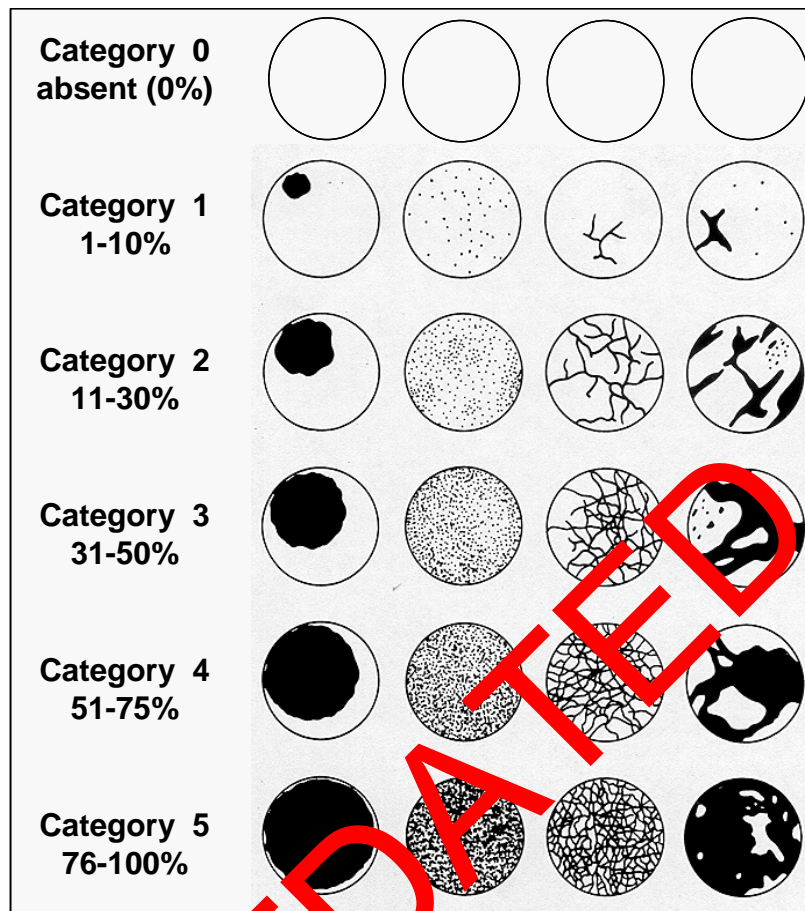 Category 0
absent (0%)
Category 1
1-10%
Category 2
11-30%
Category 3
31-50%
Category 4
51-75%
Category 5
76-100%
DATED